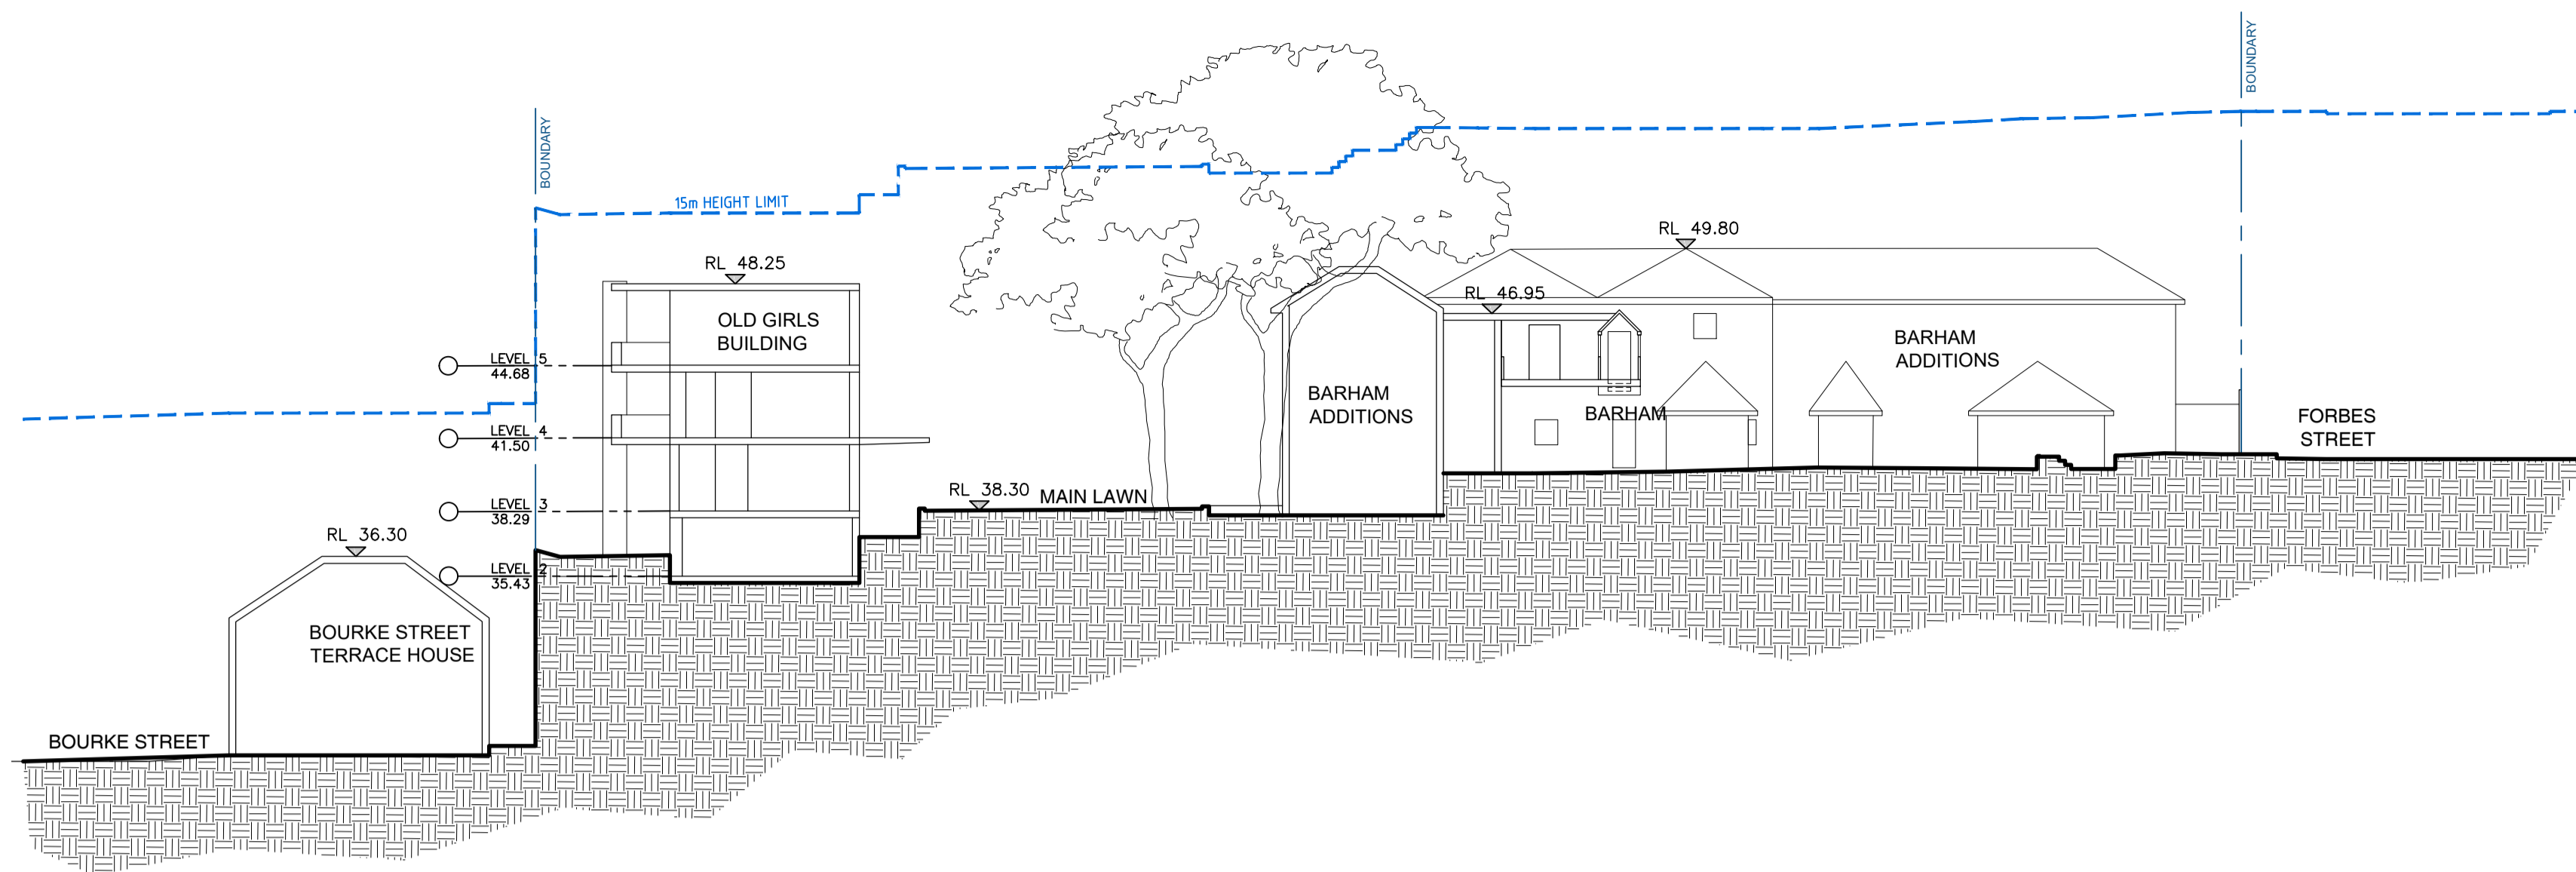 BOUNDARY
BOUNDARY
15m HEIGHT LIMIT
RL 48.25
RL 49.80
RL 46.95
OLD GIRLS
BUILDING
BARHAM
ADDITIONS
LEVEL 5
44.68
BARHAM
ADDITIONS
BARHAM
FORBES
STREET
LEVEL 4
41.50
RL 38.30
MAIN LAWN
LEVEL 3
38.29
RL 36.30
LEVEL 2
35.43
BOURKE STREET
TERRACE HOUSE
BOURKE STREET